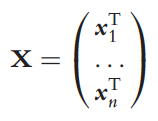 x₁ᵀ
X = ( … )
xₙᵀ